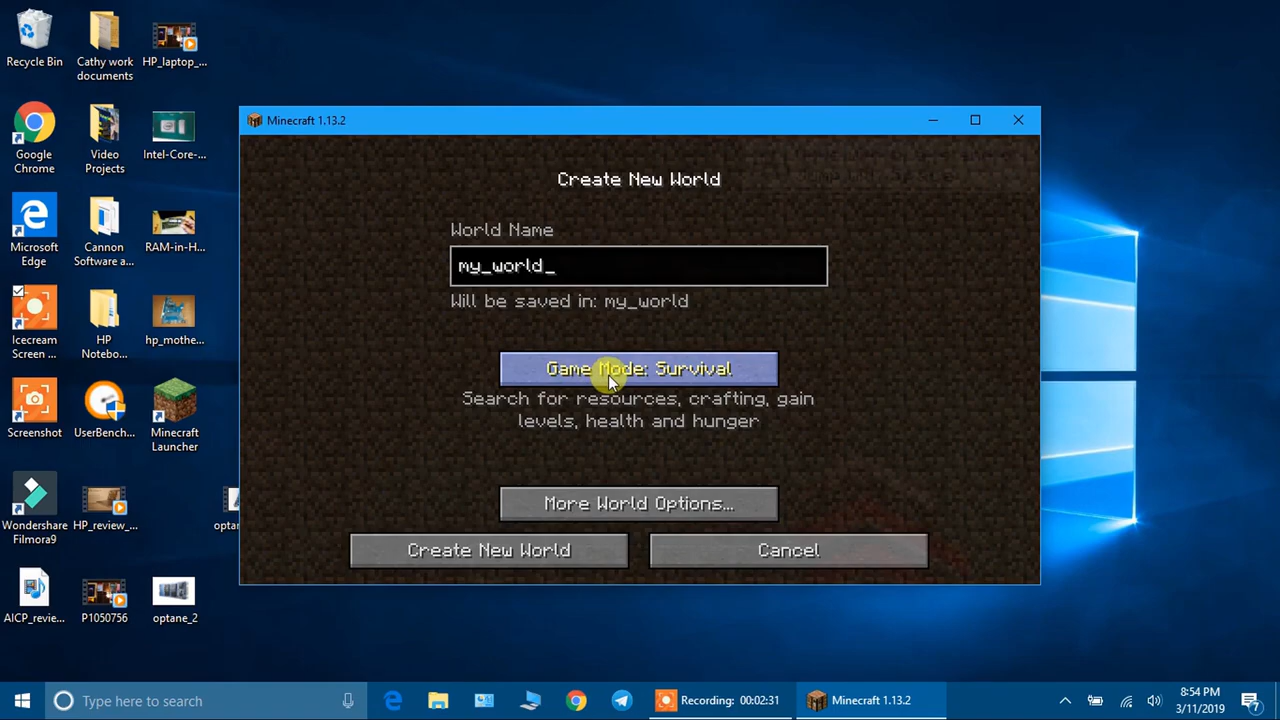 Recycle Bin
Cathy work
documents
HP_laptop_...
Google
Chrome
Video
Projects
Intel-Core-...
Microsoft
Edge
Cannon
Software a...
RAM-in-H...
Icecream
Screen ...
HP
Notebo...
hp_mothe...
Screenshot
UserBench...
Minecraft
Launcher
Wondershare
Filmora9
HP_review_...
AICP_revie...
P1050756
optane_2
Minecraft 1.13.2
Create New World
World Name
my_world_
Will be saved in: my_world
Game Mode: Survival
Search for resources, crafting, gain
levels, health and hunger
More World Options...
Create New World
Cancel
Type here to search
Recording: 00:02:31
Minecraft 1.13.2
8:54 PM
3/11/2019
7